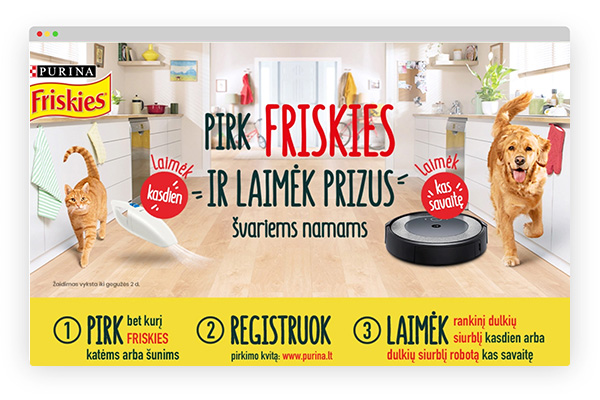 PURINA
Friskies
PIRK FRISKIES
IR LAIMĖK PRIZUS
švariems namams
laimėk
kasdien
laimėk
kas
savaitę
Žaidimas vyksta iki gegužės 2 d.
1 PIRK bet kurį
FRISKIES
katėms arba šunims
2 REGISTRUOK
pirkimo kvitą: www.purina.lt
3 LAIMĖK rankinį dulkių
siurblį kasdien arba
dulkių siurblį robotą kas savaitę